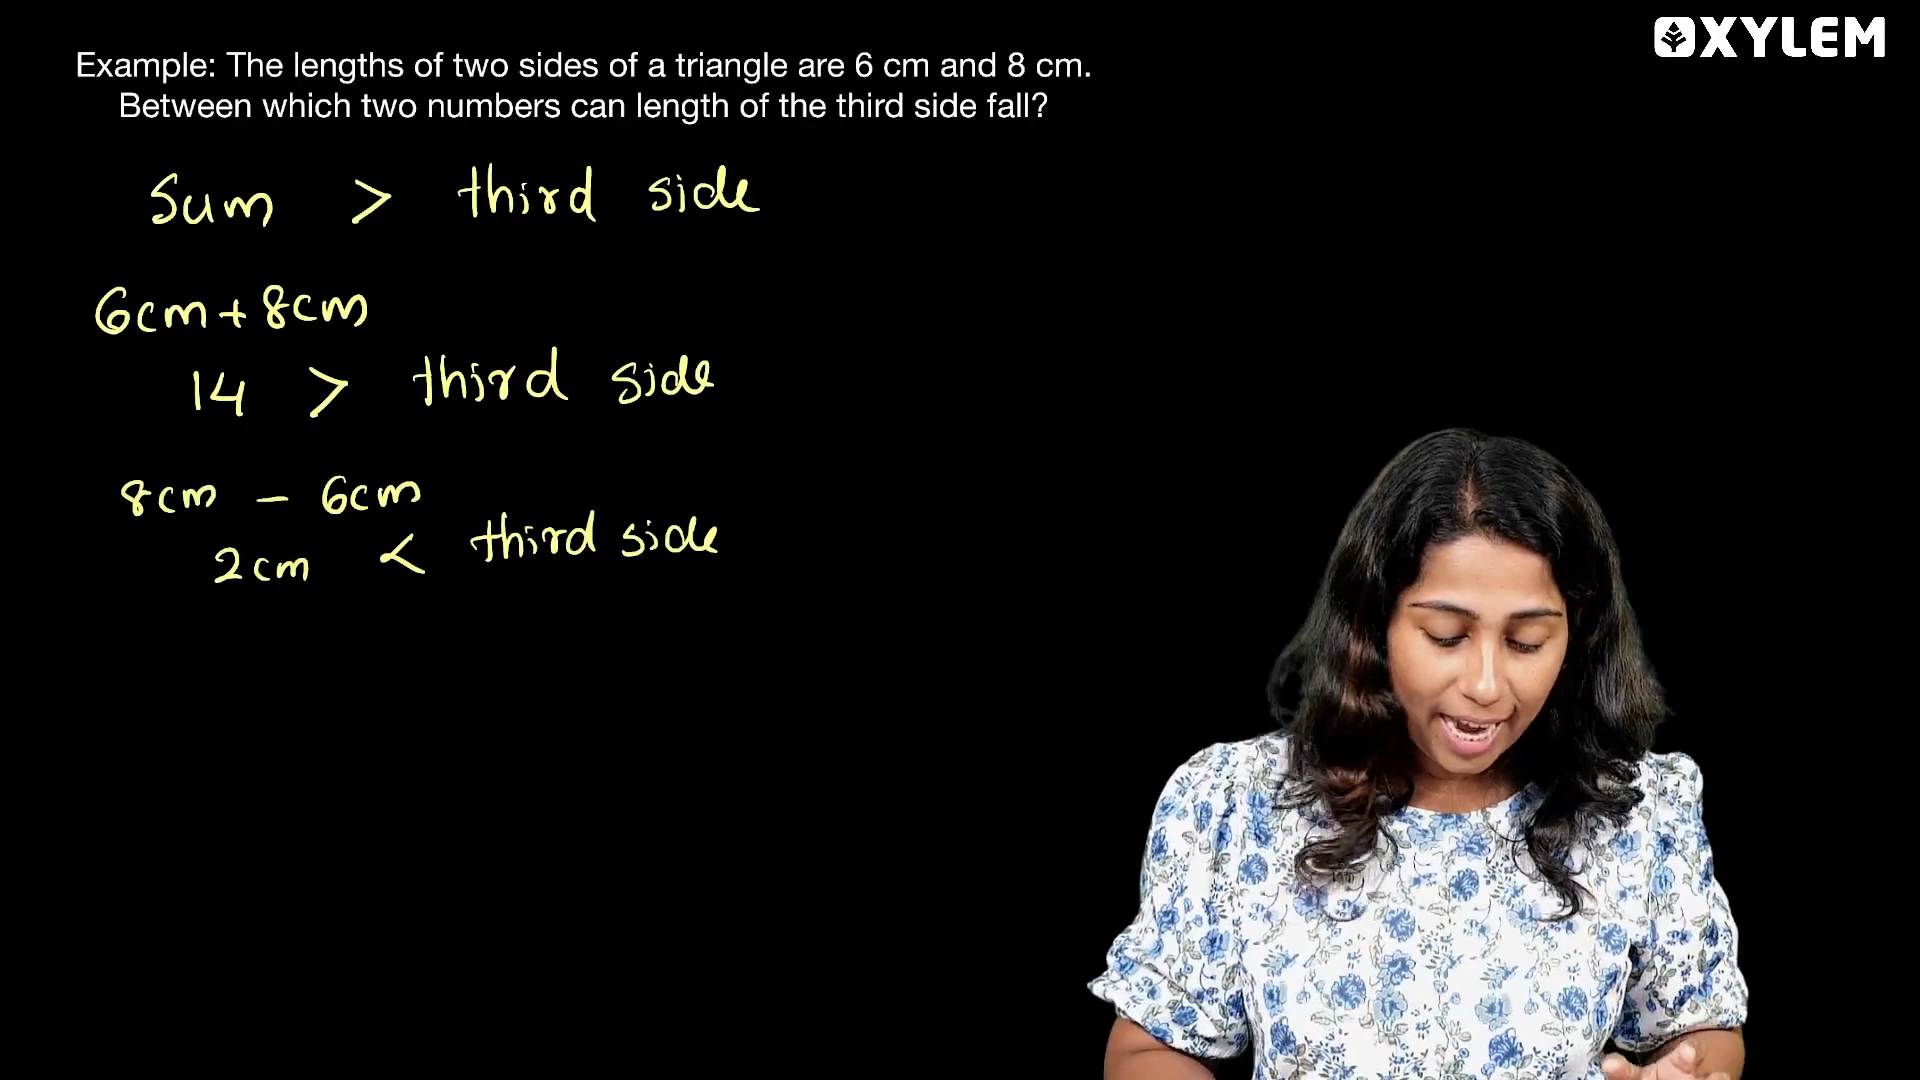 XYLEM
Example: The lengths of two sides of a triangle are 6 cm and 8 cm.
Between which two numbers can length of the third side fall?
Sum > third side
6cm + 8cm
14 > third side
8cm - 6cm
2cm < third side